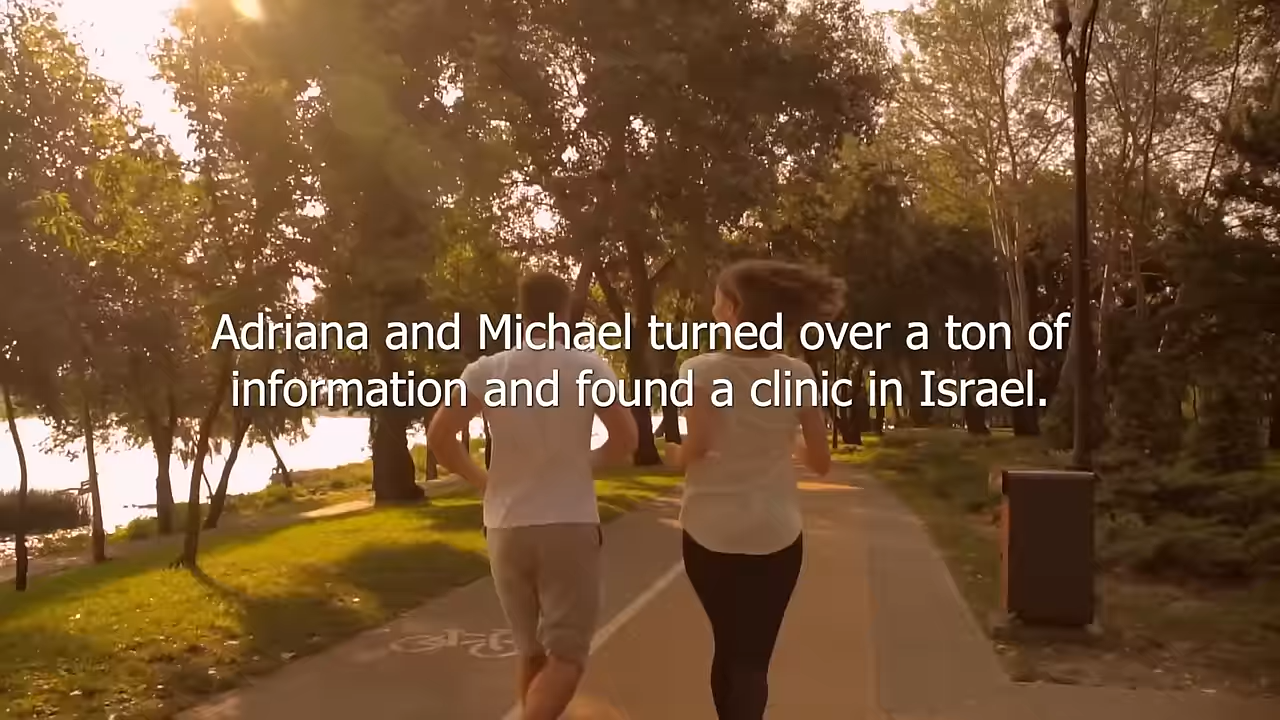 Adriana and Michael turned over a ton of
information and found a clinic in Israel.